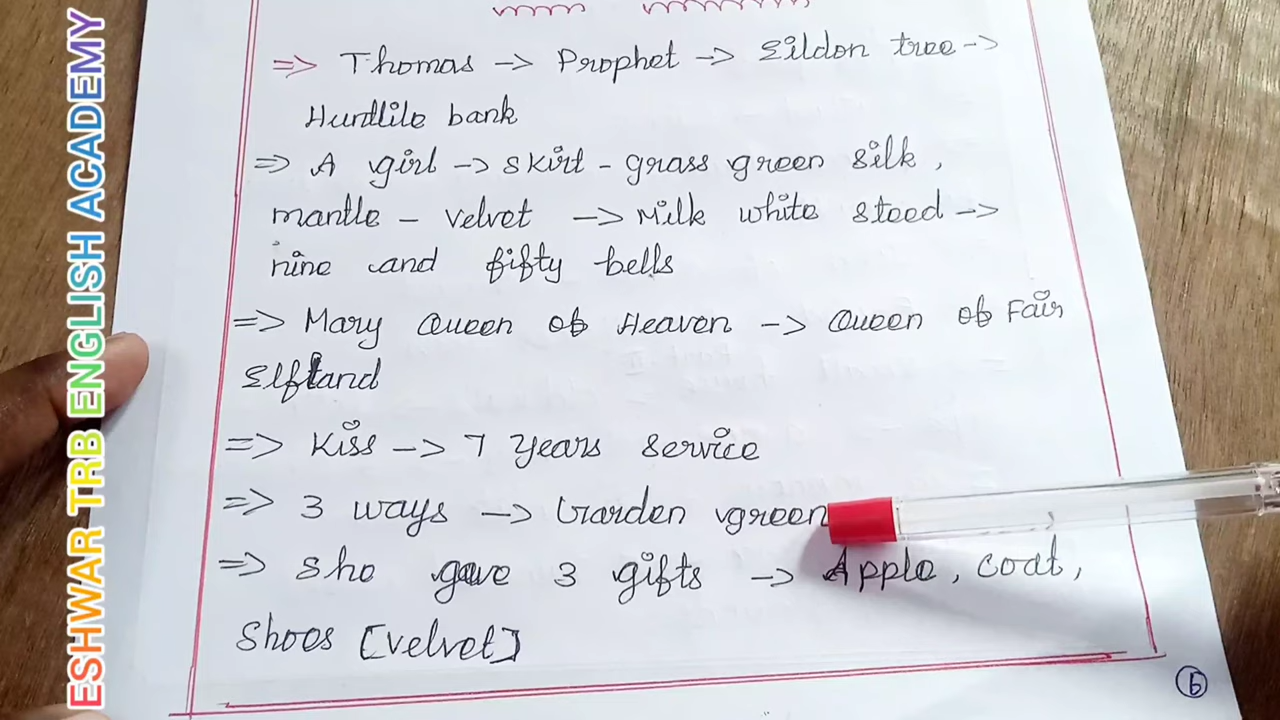 ESHWAR TRB ENGLISH ACADEMY
=> Thomas -> Prophet -> Eildon tree ->
Hundlile bank
=> A girl -> skirt - grass green silk,
mantle - velvet -> Milk white steed ->
nine and fifty bells
=> Mary Queen of Heaven -> Queen of Fair
Elfland
=> Kiss -> 7 years service
=> 3 ways -> Garden green
=> She gave 3 gifts -> Apple, coat,
Shoes [velvet]
6